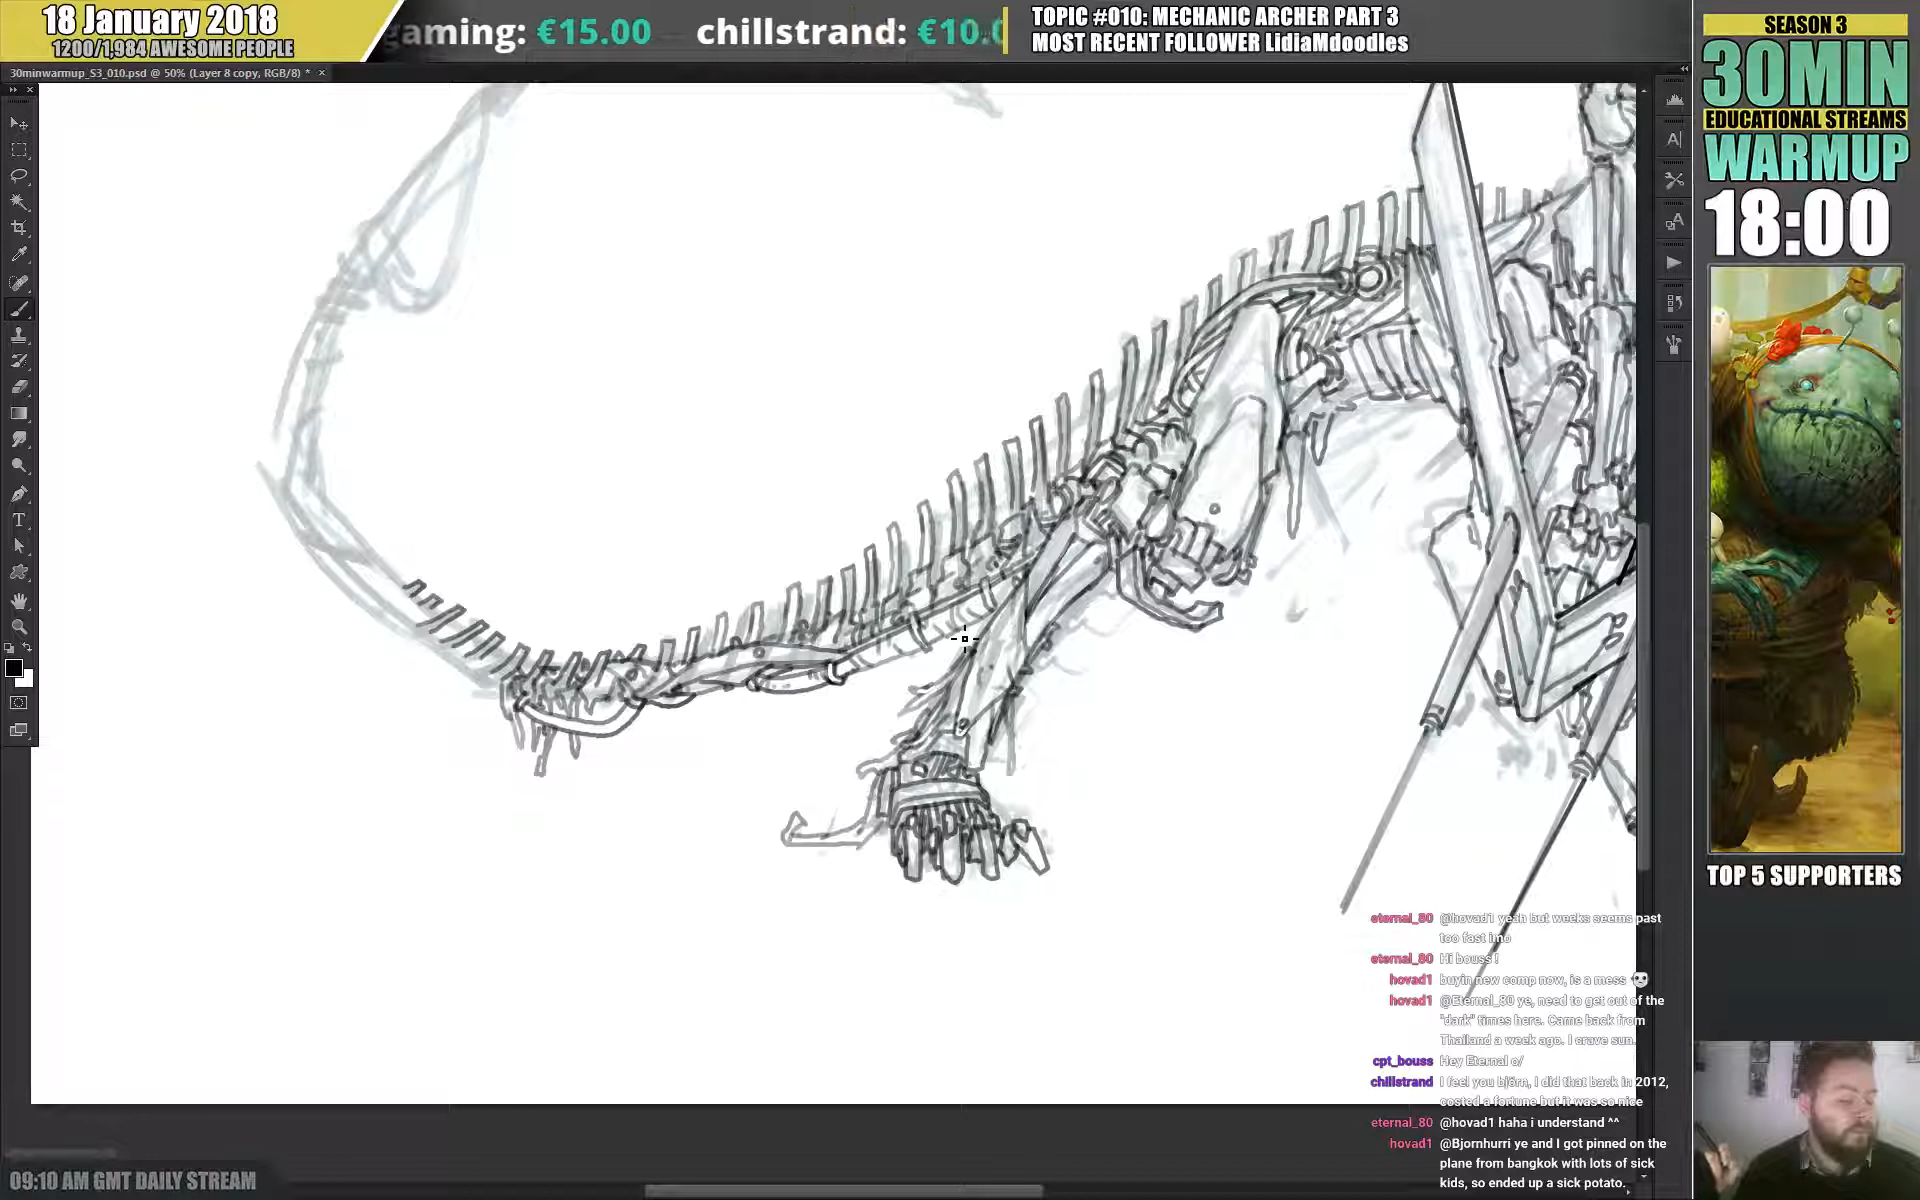 18 January 2018
1200/1,984 AWESOME PEOPLE
gaming: €15.00 chillstrand: €10.0
TOPIC #010: MECHANIC ARCHER PART 3
MOST RECENT FOLLOWER LidiaMdoodles
30minwarmup_S3_010.psd @ 50% (Layer 8 copy, RGB/8) *
SEASON 3
30MIN
EDUCATIONAL STREAMS
WARMUP
18:00
TOP 5 SUPPORTERS
eternal_80 @hovad1 yeah but weeks seems past
too fast imo
eternal_80 Hi bouss !
hovad1 buyin new comp now, is a mess
hovad1 @Eternal_80 ye, need to get out of the
"dark" times here. Came back from
Thailand a week ago. I crave sun.
cpt_bouss Hey Eternal o/
chillstrand I feel you björn, I did that back in 2012,
costed a fortune but it was so nice
eternal_80 @hovad1 haha i understand ^^
hovad1 @Bjornhurri ye and I got pinned on the
plane from bangkok with lots of sick
kids, so ended up a sick potato.
09:10 AM GMT DAILY STREAM